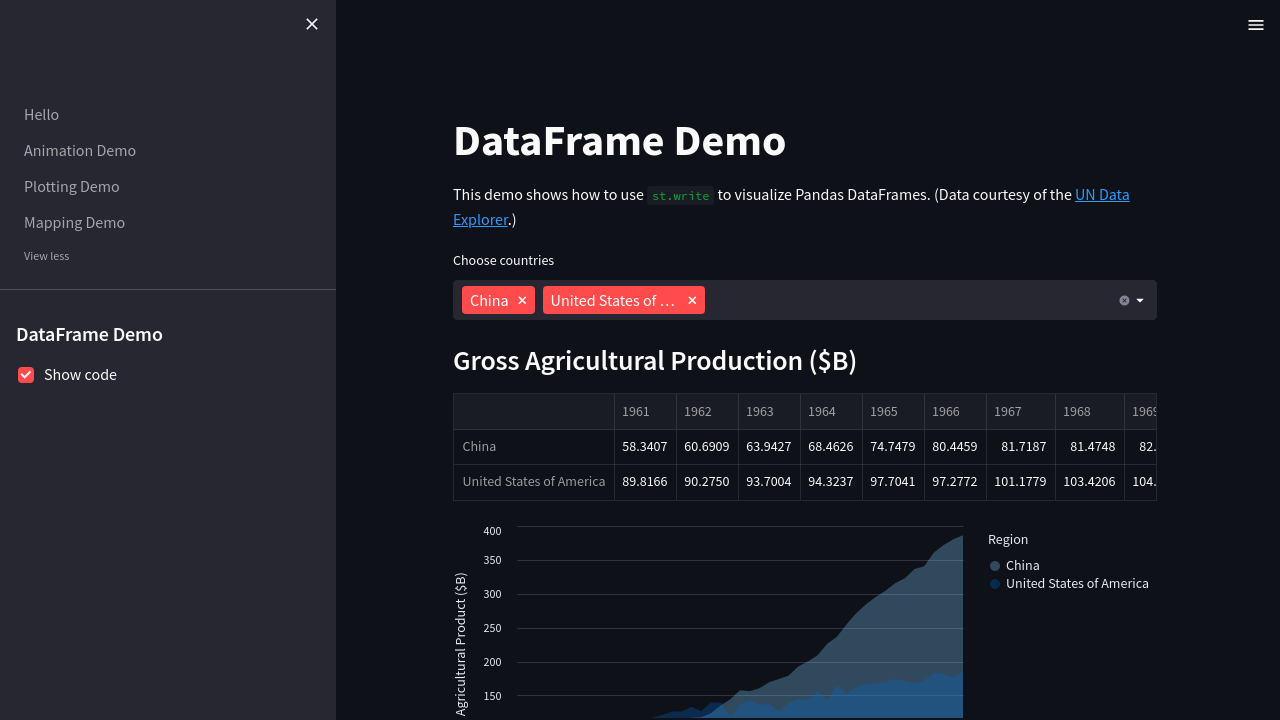 Hello
Animation Demo
Plotting Demo
Mapping Demo
View less
DataFrame Demo
Show code
DataFrame Demo
This demo shows how to use st.write to visualize Pandas DataFrames. (Data courtesy of the UN Data
Explorer.)
Choose countries
China United States of …
Gross Agricultural Production ($B)
1961 1962 1963 1964 1965 1966 1967 1968 1969
China 58.3407 60.6909 63.9427 68.4626 74.7479 80.4459 81.7187 81.4748 82.
United States of America 89.8166 90.2750 93.7004 94.3237 97.7041 97.2772 101.1779 103.4206 104.
400
350
300
250
200
150
Agricultural Product ($B)
Region
China
United States of America